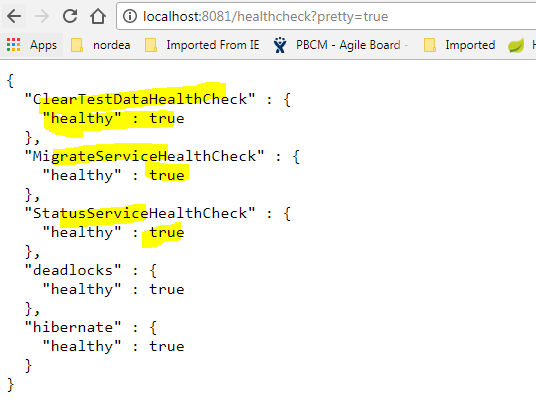 localhost:8081/healthcheck?pretty=true
Apps nordea Imported From IE PBCM - Agile Board - Imported Fo
{
"ClearTestDataHealthCheck" : {
"healthy" : true
},
"MigrateServiceHealthCheck" : {
"healthy" : true
},
"StatusServiceHealthCheck" : {
"healthy" : true
},
"deadlocks" : {
"healthy" : true
},
"hibernate" : {
"healthy" : true
}
}